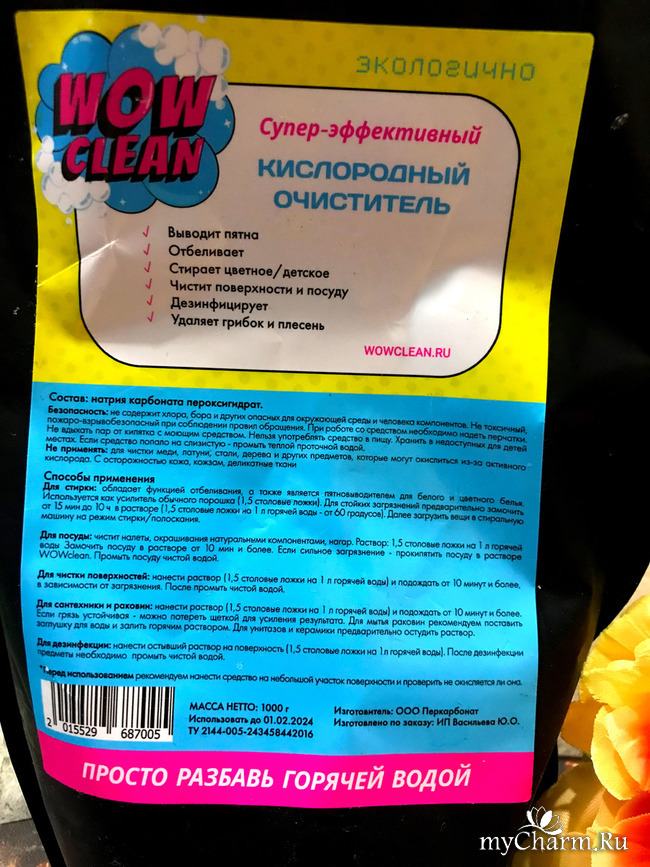 экологично
WOW
CLEAN
Супер-эффективный
КИСЛОРОДНЫЙ
ОЧИСТИТЕЛЬ
Выводит пятна
Отбеливает
Стирает цветное/детское
Чистит поверхности и посуду
Дезинфицирует
Удаляет грибок и плесень
WOWCLEAN.RU
Состав: натрия карбоната пероксигидрат.
Безопасность: не содержит хлора, бора и других опасных для окружающей среды и человека компонентов. Не токсичный,
пожаро-взрывобезопасный при соблюдении правил обращения. При роботе со средством необходимо надеть перчатки.
Не вдыхать пар от кипятка с моющим средством. Нельзя употреблять средство в пищу. Хранить в недоступных для детей
местах. Если средство попало на слизистую - промыть теплой проточной водой.
Не применять: для чистки меди, латуни, стали, дерева и других предметов, которые могут окислиться из-за активного
кислорода. С осторожностью кожа, кожзам, деликатные ткани
Способы применения
Для стирки: обладает функцией отбеливания, а также является пятновыводителем для белого и цветного белья.
Используется как усилитель обычного порошка (1,5 столовые ложки). Для стойких загрязнений предварительно замочить
от 15 мин до 10 ч в растворе (1,5 столовые ложки на 1 л горячей воды - от 60 градусов). Далее загрузить вещи в стиральную
машину на режим стирки/полоскания.
Для посуды: чистит налеты, окрашивания натуральными компонентами, нагар. Раствор: 1,5 столовые ложки на 1 л горячей
воды Замочить посуду в растворе от 10 мин и более. Если сильное загрязнение - прокипятить посуду в растворе
WOWclean. Промыть посуду чистой водой.
Для чистки поверхностей: нанести раствор (1,5 столовые ложки на 1 л горячей воды) и подождать от 10 минут и более,
в зависимости от загрязнения. После промыть чистой водой.
Для сантехники и раковин: нанести раствор (1,5 столовые ложки на 1 л горячей воды) и подождать от 10 минут и более.
Если грязь устойчивая - можно потереть щеткой для усиления результата. Для мытья раковин рекомендуем поставить
заглушку для воды и залить горячим раствором. Для унитазов и керамики предварительно остудить раствор.
Для дезинфекции: нанести остывший раствор на поверхность (1,5 столовые ложки на 1 л горячей воды). После дезинфекции
предметы необходимо промыть чистой водой.
*Перед использованием рекомендуем нанести средство на небольшой участок поверхности и проверить не окисляется ли она.
2 015529 687005
МАССА НЕТТО: 1000 г
Использовать до 01.02.2024
ТУ 2144-005-243458442016
Изготовитель: ООО Перкарбонат
Изготовлено по заказу: ИП Васильева Ю.О.
ПРОСТО РАЗБАВЬ ГОРЯЧЕЙ ВОДОЙ
myCharm.Ru